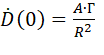 Ḋ(0) = A·Γ / R²